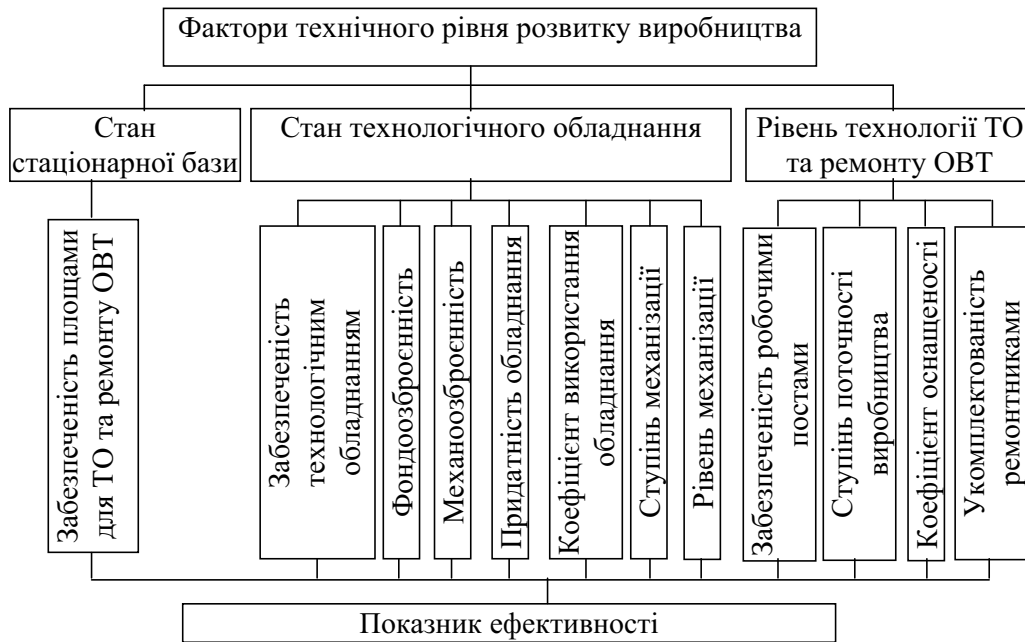 Фактори технічного рівня розвитку виробництва
Стан
стаціонарної бази
Стан технологічного обладнання
Рівень технології ТО
та ремонту ОВТ
Забезпеченість площами
для ТО та ремонту ОВТ
Забезпеченість
технологічним
обладнанням
Фондоозброєнність
Механоозброєнність
Придатність обладнання
Коефіцієнт використання
обладнання
Ступінь механізації
Рівень механізації
Забезпеченість робочими
постами
Ступінь поточності
виробництва
Коефіцієнт оснащеності
Укомплектованість
ремонтниками
Показник ефективності